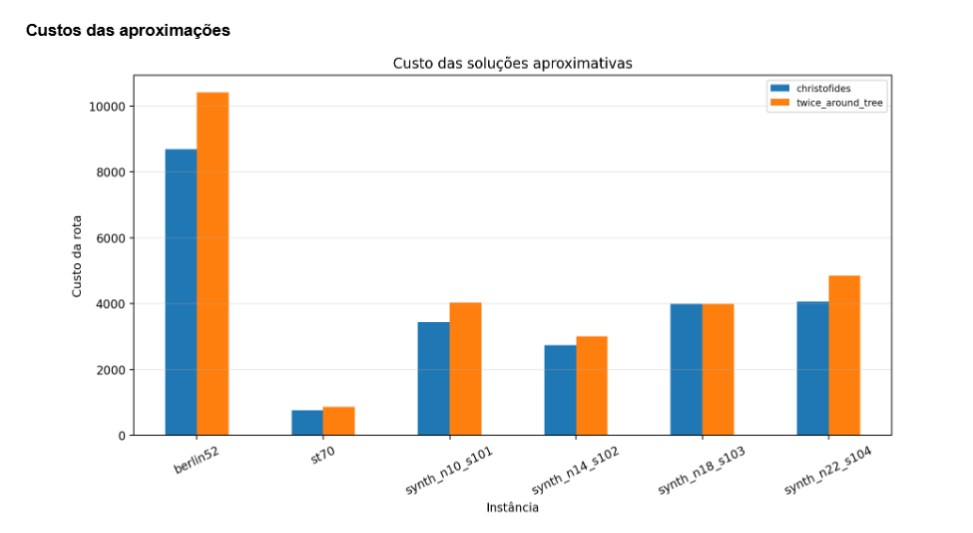 Custos das aproximações
Custo das soluções aproximativas
christofides
twice_around_tree
Custo da rota
10000
8000
6000
4000
2000
0
berlin52
st70
synth_n10_s101
synth_n14_s102
synth_n18_s103
synth_n22_s104
Instância